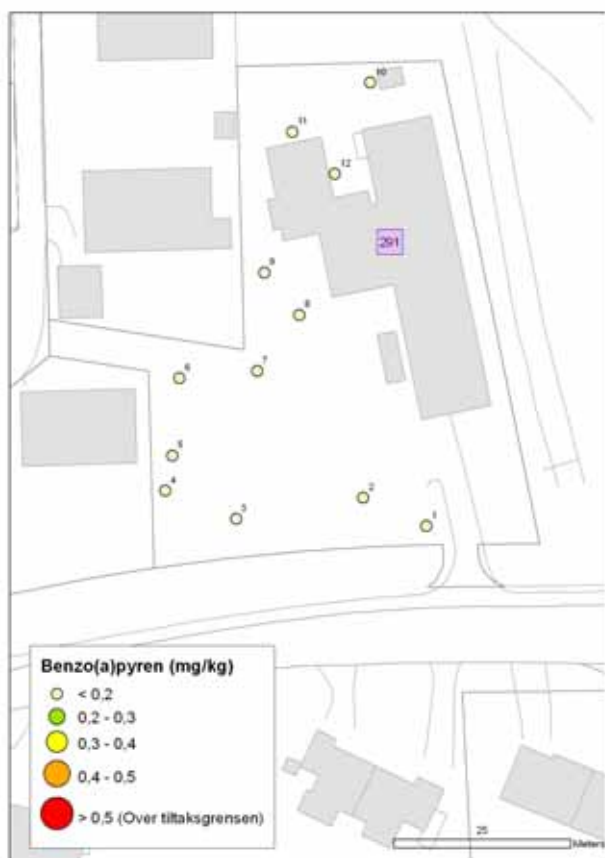 10
11
12
291
9
8
7
6
5
4
2
3
1
Benzo(a)pyren (mg/kg)
< 0,2
0,2 - 0,3
0,3 - 0,4
0,4 - 0,5
> 0,5 (Over tiltaksgrensen)
25
Meters